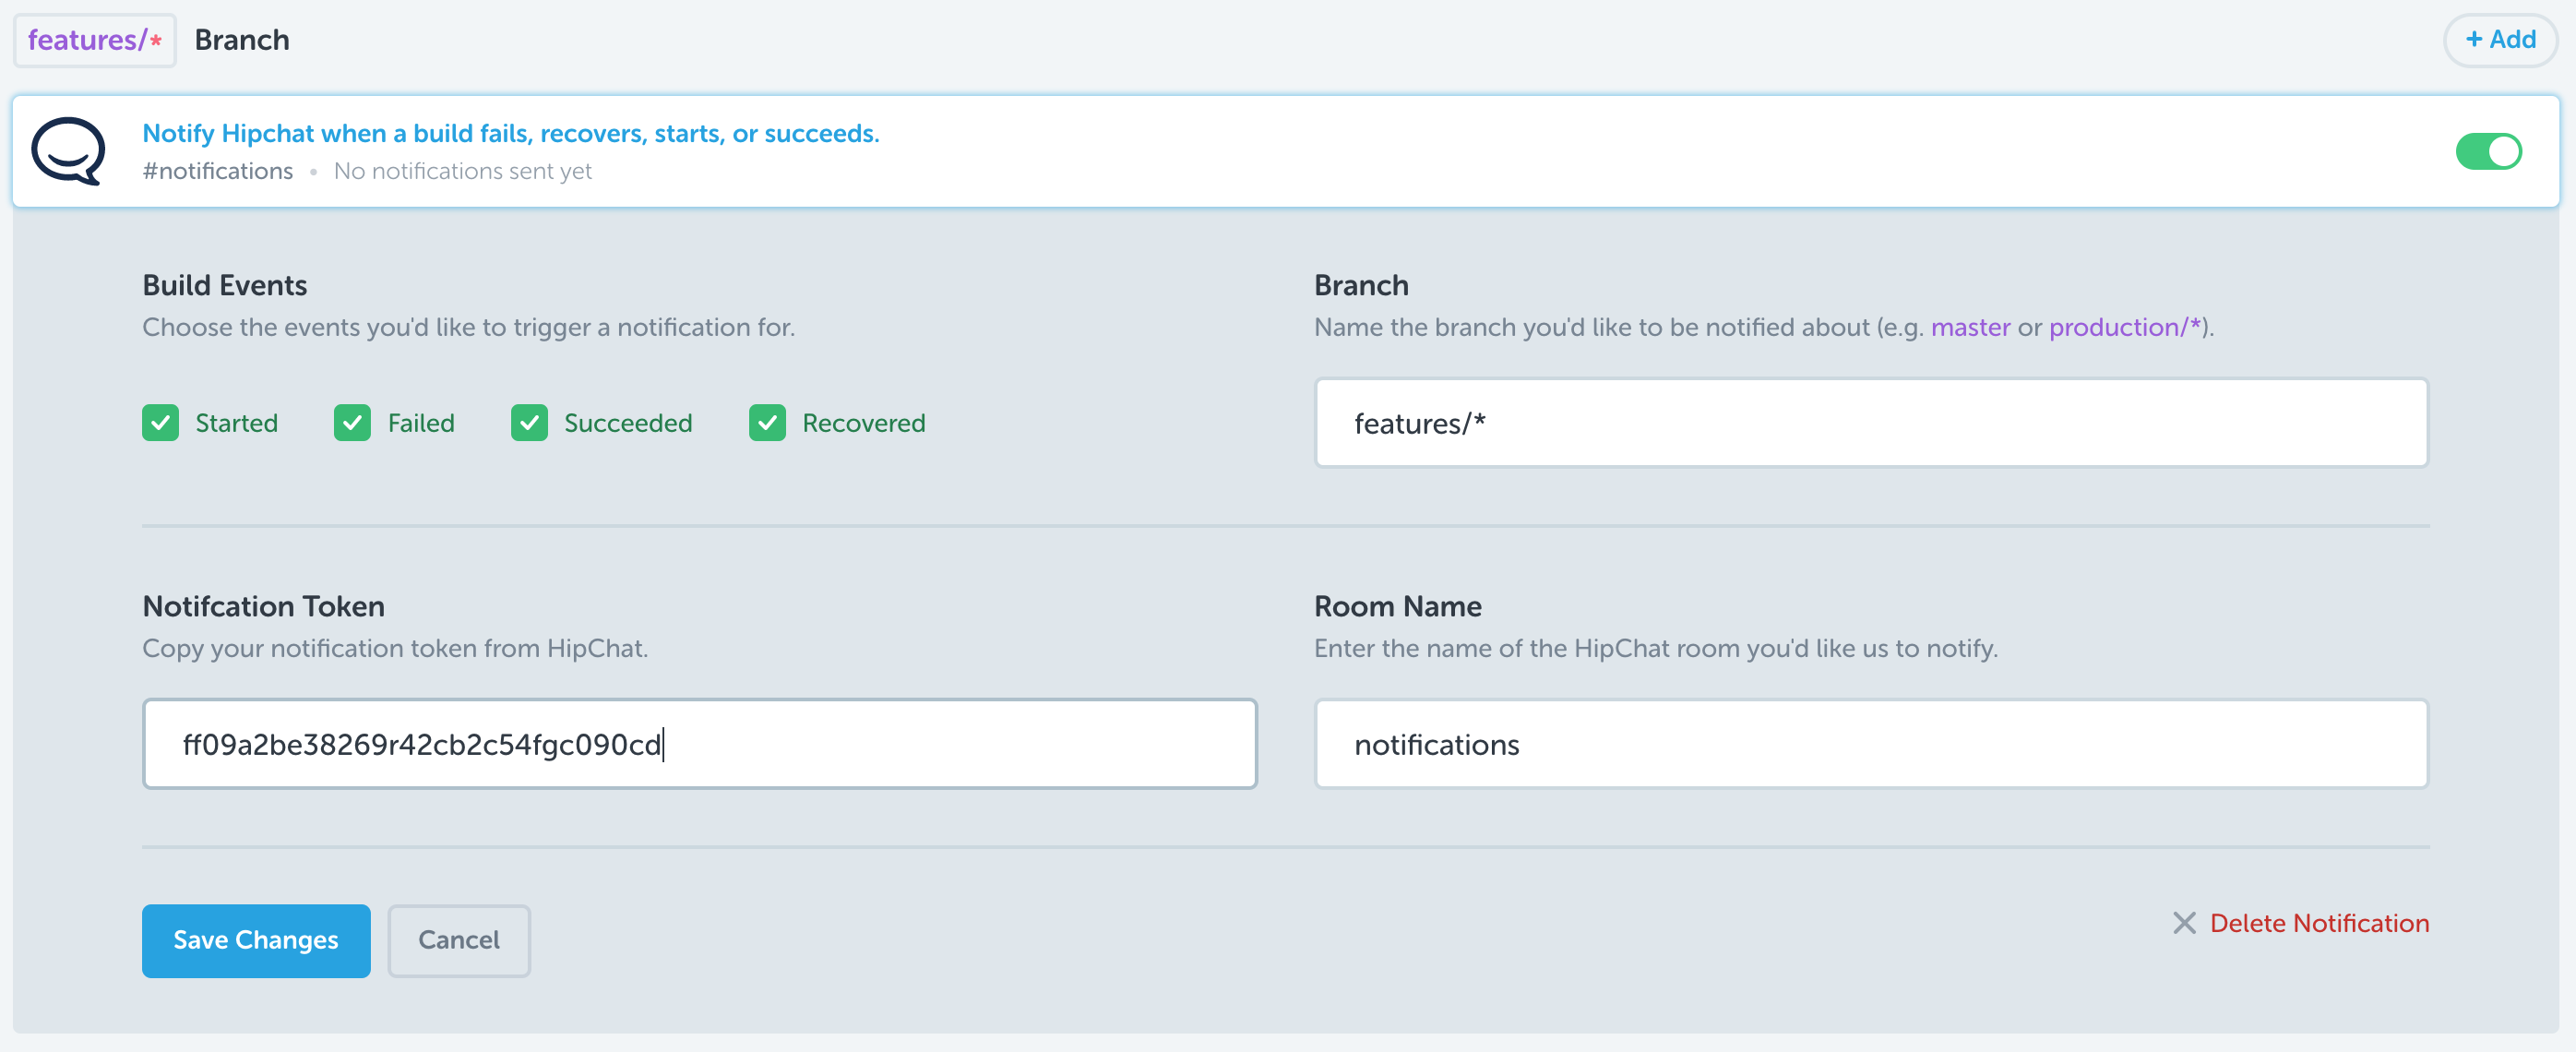 features/* Branch + Add
Notify Hipchat when a build fails, recovers, starts, or succeeds.
#notifications • No notifications sent yet
Build Events
Choose the events you'd like to trigger a notification for.
Started Failed Succeeded Recovered
Branch
Name the branch you'd like to be notified about (e.g. master or production/*).
features/*
Notifcation Token
Copy your notification token from HipChat.
ff09a2be38269r42cb2c54fgc090cd
Room Name
Enter the name of the HipChat room you'd like us to notify.
notifications
Save Changes Cancel
Delete Notification